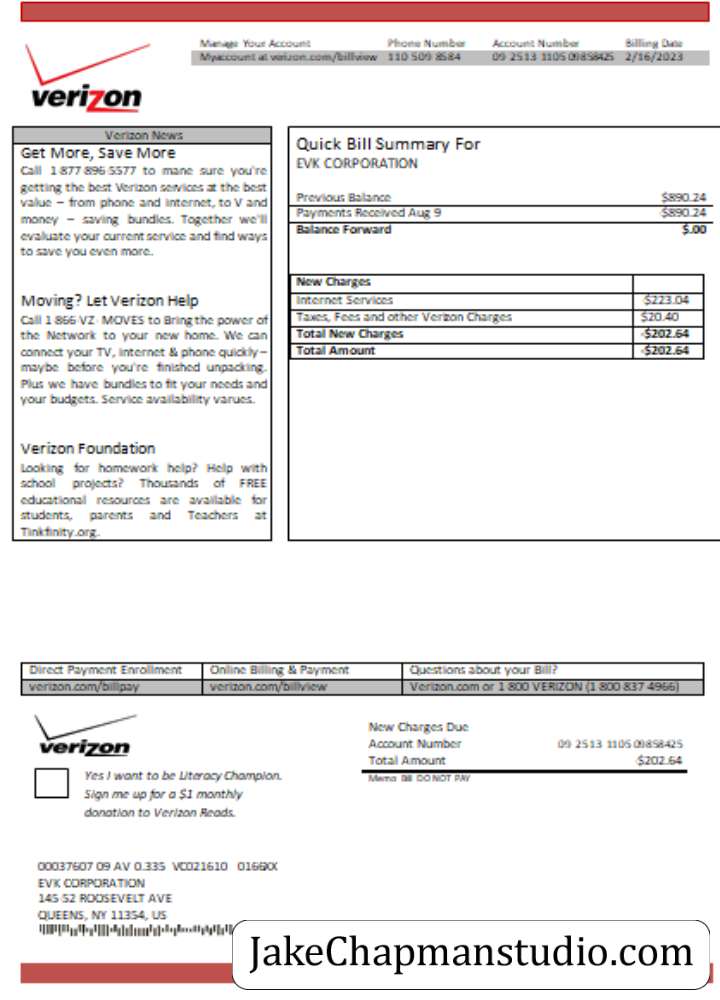 Manage Your Account Phone Number Account Number Billing Date
Myaccount at verizon.com/billview 110 509 8584 09 2513 1105 09858425 2/16/2023
verizon
Verizon News
Get More, Save More
Call 1-877-896-5577 to mane sure you're
getting the best Verizon services at the best
value – from phone and internet, to V and
money – saving bundles. Together we'll
evaluate your current service and find ways
to save you even more.
Moving? Let Verizon Help
Call 1-866-VZ- MOVES to Bring the power of
the Network to your new home. We can
connect your TV, internet & phone quickly –
maybe before you're finished unpacking.
Plus we have bundles to fit your needs and
your budgets. Service availability varues.
Verizon Foundation
Looking for homework help? Help with
school projects? Thousands of FREE
educational resources are available for
students, parents and Teachers at
Tinkfinity.org.
Quick Bill Summary For
EVK CORPORATION
Previous Balance $890.24
Payments Received Aug 9 -$890.24
Balance Forward $.00
New Charges
Internet Services $223.04
Taxes, Fees and other Verizon Charges $20.40
Total New Charges -$202.64
Total Amount -$202.64
Direct Payment Enrollment Online Billing & Payment Questions about your Bill?
verizon.com/billpay verizon.com/billview Verizon.com or 1 800 VERIZON (1 800 837-4966)
verizon
New Charges Due
Account Number 09 2513 1105 09858425
Total Amount -$202.64
Memo Bill DO NOT PAY
Yes I want to be Literacy Champion.
Sign me up for a $1 monthly
donation to Verizon Reads.
00037607 09 AV 0.335 VC021610 0166XX
EVK CORPORATION
145-52 ROOSEVELT AVE
QUEENS, NY 11354, US
JakeChapmanstudio.com